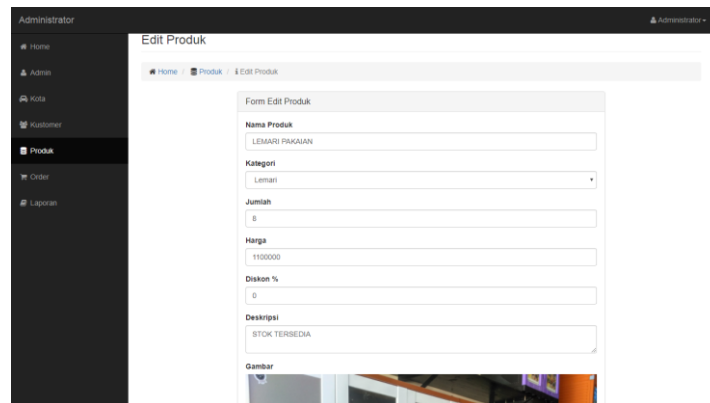 Administrator
Administrator
Home
Admin
Kota
Kustomer
Produk
Order
Laporan
Edit Produk
Home / Produk / Edit Produk
Form Edit Produk
Nama Produk
LEMARI PAKAIAN
Kategori
Lemari
Jumlah
8
Harga
1100000
Diskon %
0
Deskripsi
STOK TERSEDIA
Gambar